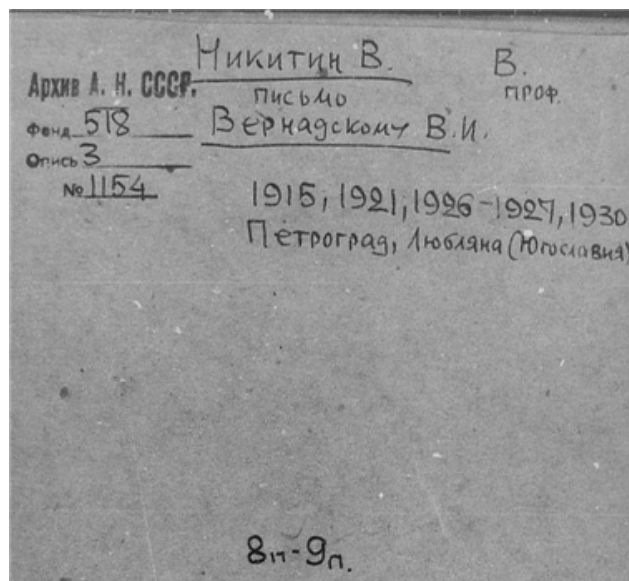 Никитин В. В.
проф.
Архив А. Н. СССР.
письмо
Фонд 518 Вернадскому В.И.
Опись 3
№ 1154
1915, 1921, 1926-1927, 1930
Петроград, Любляна (Югославия)
8п-9п.